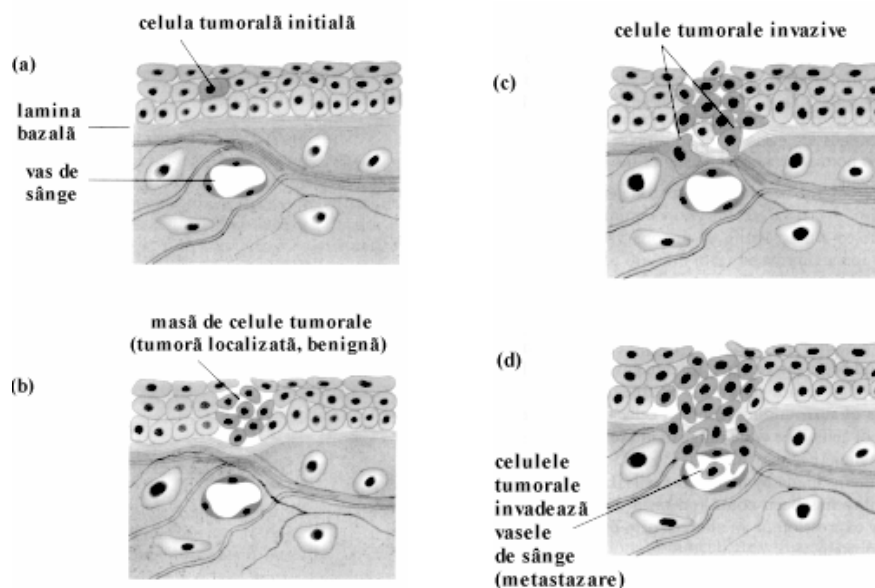 celula tumorală initială
(a)
lamina
bazală
vas de
sânge
masă de celule tumorale
(tumoră localizată, benignă)
(b)
celule tumorale invazive
(c)
(d)
celulele
tumorale
invadează
vasele
de sânge
(metastazare)